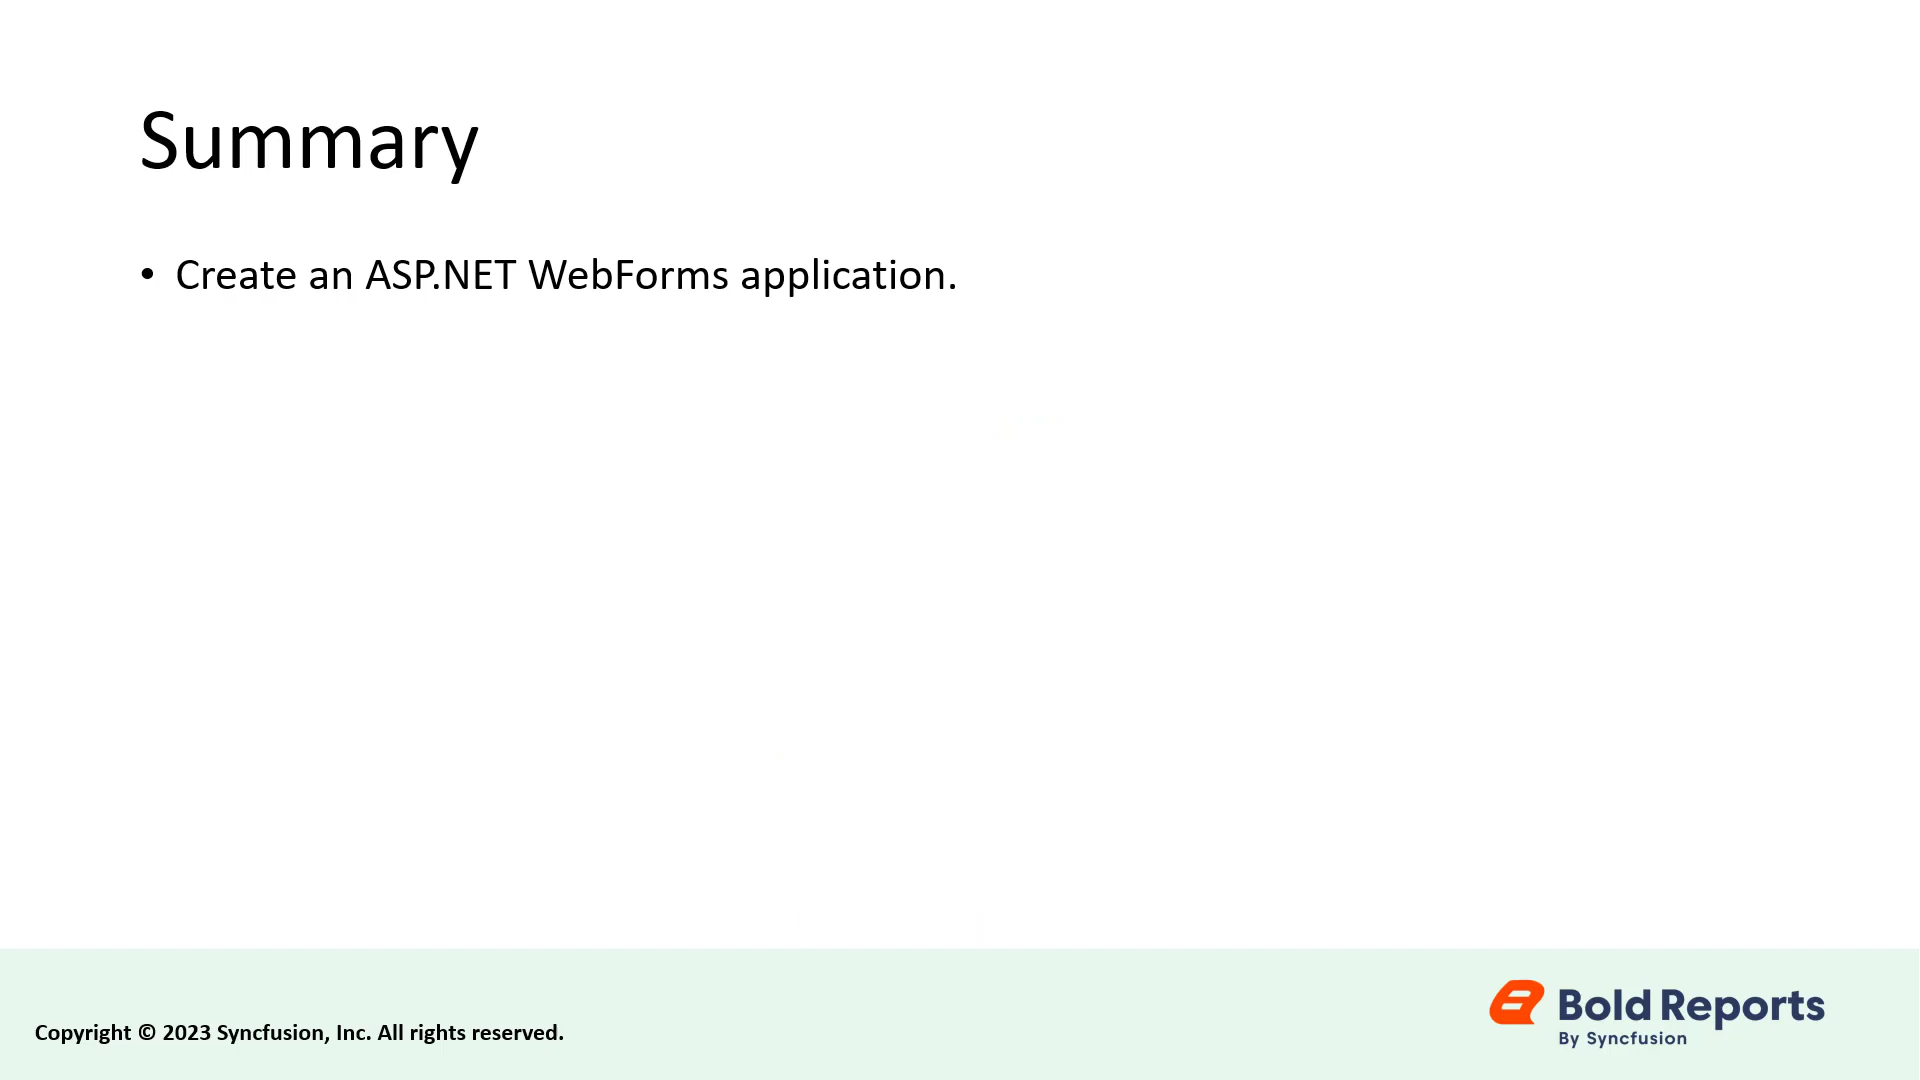 Summary
• Create an ASP.NET WebForms application.
Copyright © 2023 Syncfusion, Inc. All rights reserved.
Bold Reports
By Syncfusion